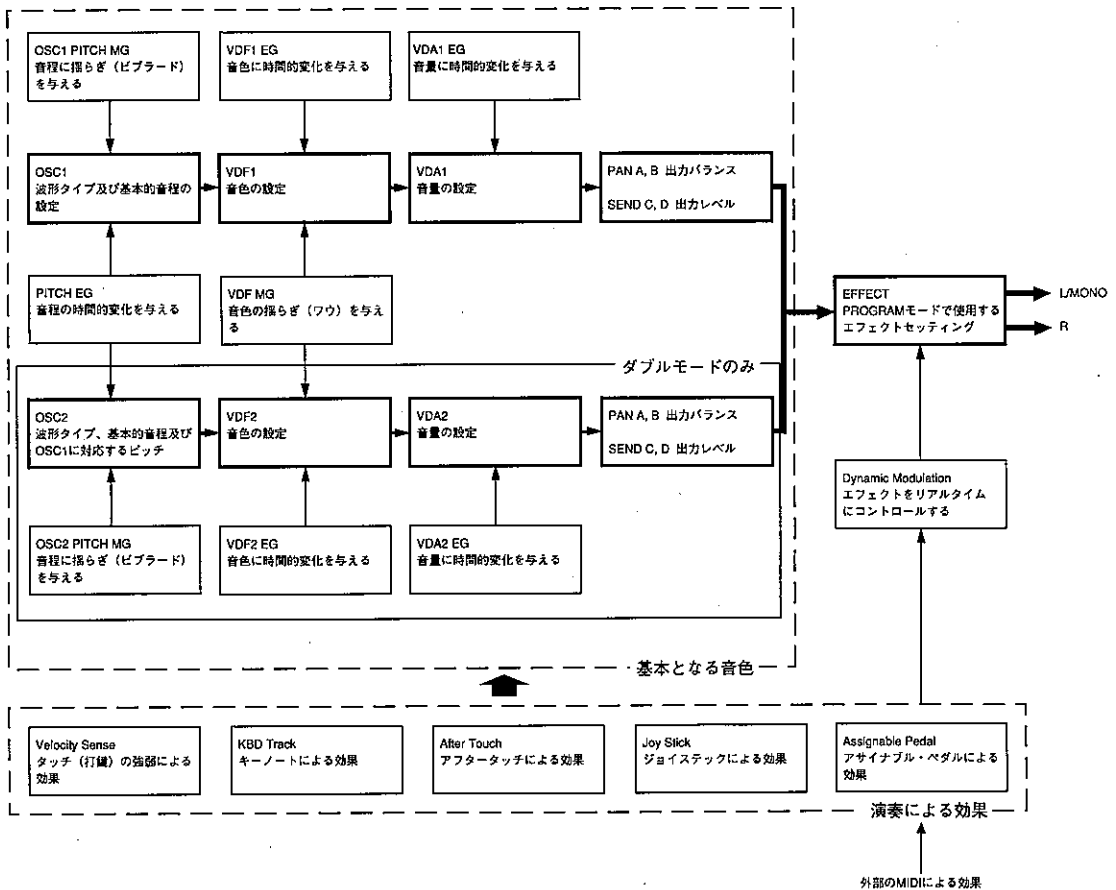 OSC1 PITCH MG
音程に揺らぎ（ビブラード）
を与える
VDF1 EG
音色に時間的変化を与える
VDA1 EG
音量に時間的変化を与える
OSC1
波形タイプ及び基本的音程の
設定
VDF1
音色の設定
VDA1
音量の設定
PAN A, B 出力バランス
SEND C, D 出力レベル
PITCH EG
音程の時間的変化を与える
VDF MG
音色の揺らぎ（ワウ）を与え
る
EFFECT
PROGRAMモードで使用する
エフェクトセッティング
L/MONO
R
ダブルモードのみ
OSC2
波形タイプ、基本的音程及び
OSC1に対応するピッチ
VDF2
音色の設定
VDA2
音量の設定
PAN A, B 出力バランス
SEND C, D 出力レベル
Dynamic Modulation
エフェクトをリアルタイム
にコントロールする
OSC2 PITCH MG
音程に揺らぎ（ビブラード）
を与える
VDF2 EG
音色に時間的変化を与える
VDA2 EG
音量に時間的変化を与える
基本となる音色
Velocity Sense
タッチ（打鍵）の強弱による
効果
KBD Track
キーノートによる効果
After Touch
アフタータッチによる効果
Joy Stick
ジョイステックによる効果
Assignable Pedal
アサイナブル・ペダルによる
効果
演奏による効果
外部のMIDIによる効果